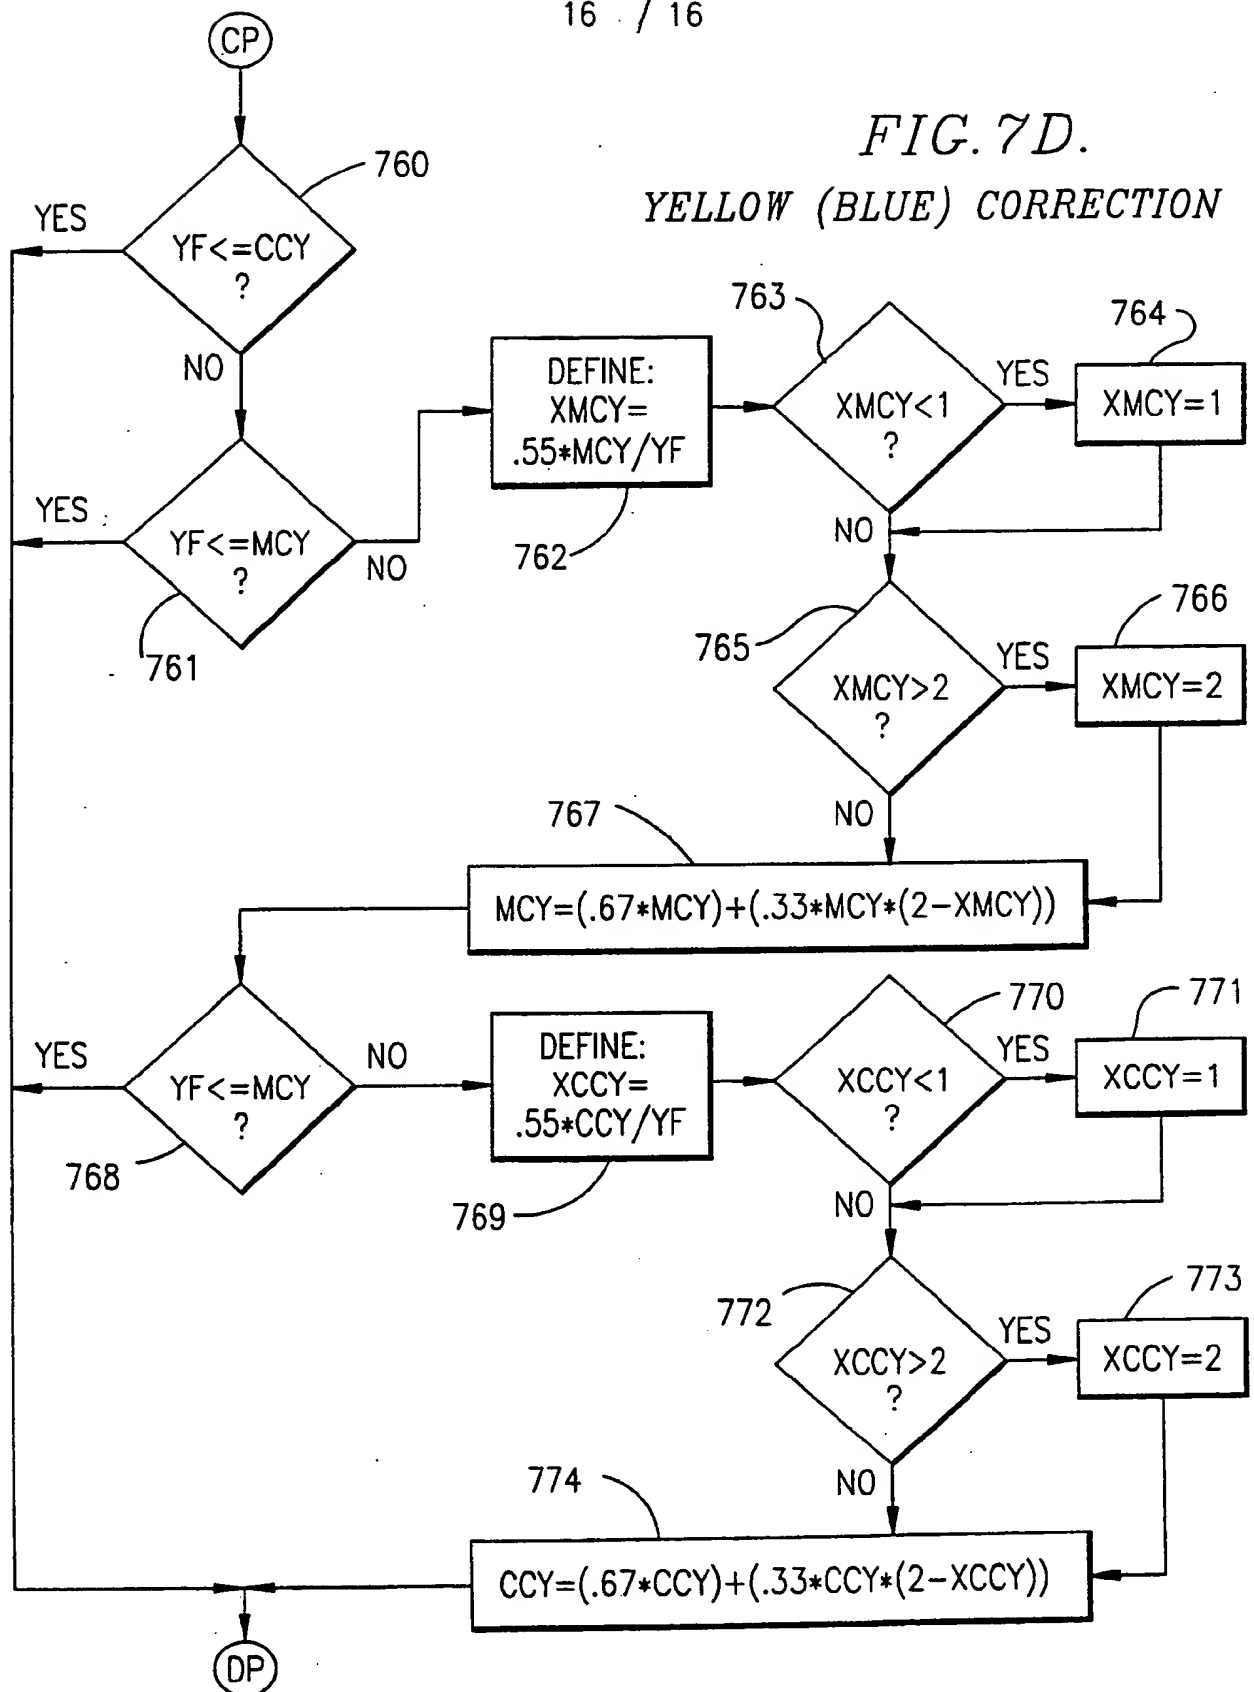 16 / 16
CP
FIG. 7D.
YELLOW (BLUE) CORRECTION
760
YES
YF<=CCY
?
NO
763
764
DEFINE:
XMCY=
.55*MCY/YF
XMCY<1
?
YES
XMCY=1
YES
YF<=MCY
?
NO
762
NO
761
765
766
XMCY>2
?
YES
XMCY=2
NO
767
MCY=(.67*MCY)+(.33*MCY*(2-XMCY))
770
771
YES
YF<=MCY
?
NO
768
DEFINE:
XCCY=
.55*CCY/YF
769
XCCY<1
?
YES
XCCY=1
NO
772
773
XCCY>2
?
YES
XCCY=2
NO
774
CCY=(.67*CCY)+(.33*CCY*(2-XCCY))
DP